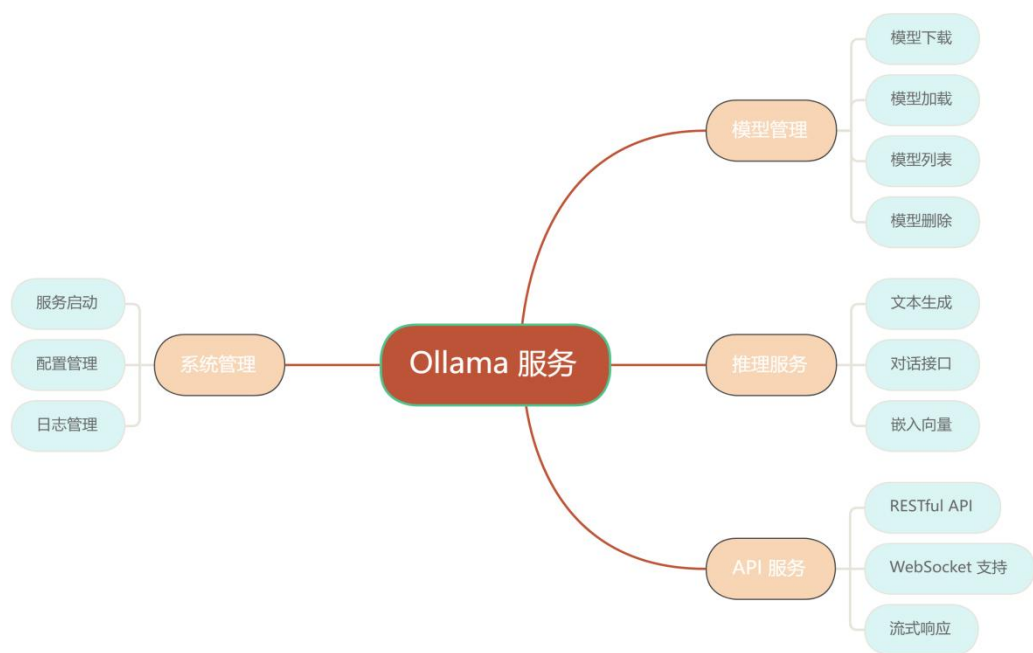 模型下载
模型加载
模型管理
模型列表
模型删除
服务启动
配置管理
日志管理
系统管理
Ollama 服务
文本生成
推理服务
对话接口
嵌入向量
RESTful API
API 服务
WebSocket 支持
流式响应